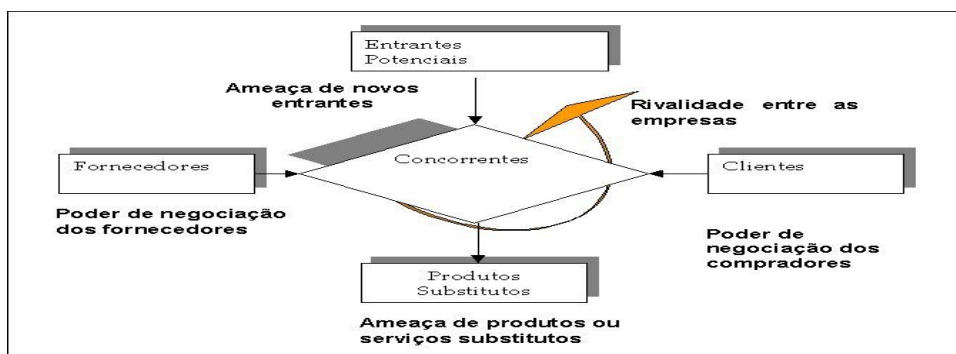 Entrantes
Potenciais
Ameaça de novos
entrantes
Rivalidade entre as
empresas
Fornecedores
Concorrentes
Clientes
Poder de negociação
dos fornecedores
Poder de
negociação dos
compradores
Produtos
Substitutos
Ameaça de produtos ou
serviços substitutos